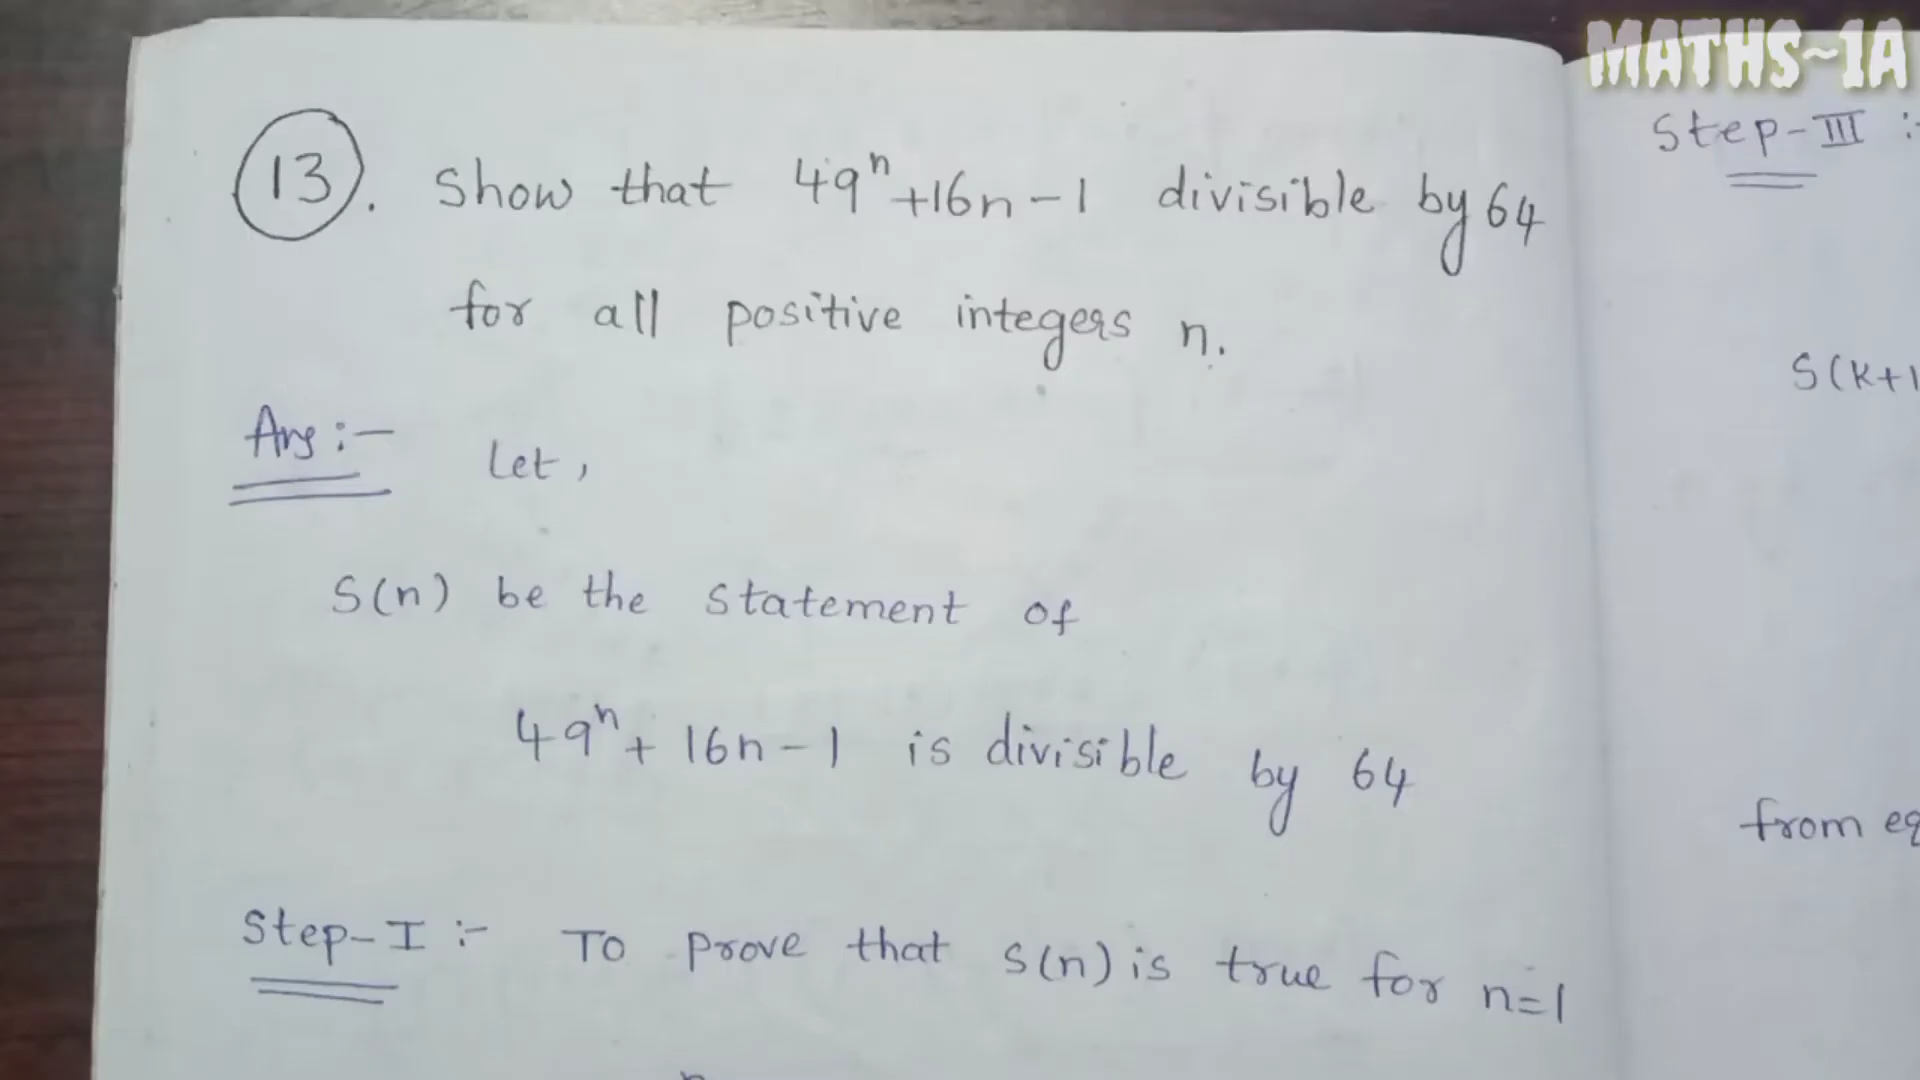 MATHS~1A
13. Show that 49ⁿ+16n-1 divisible by 64
for all positive integers n.
Ans:- Let,
S(n) be the statement of
49ⁿ+16n-1 is divisible by 64
Step-I :- To prove that S(n) is true for n=1
Step-III :-
S(k+1
from eq